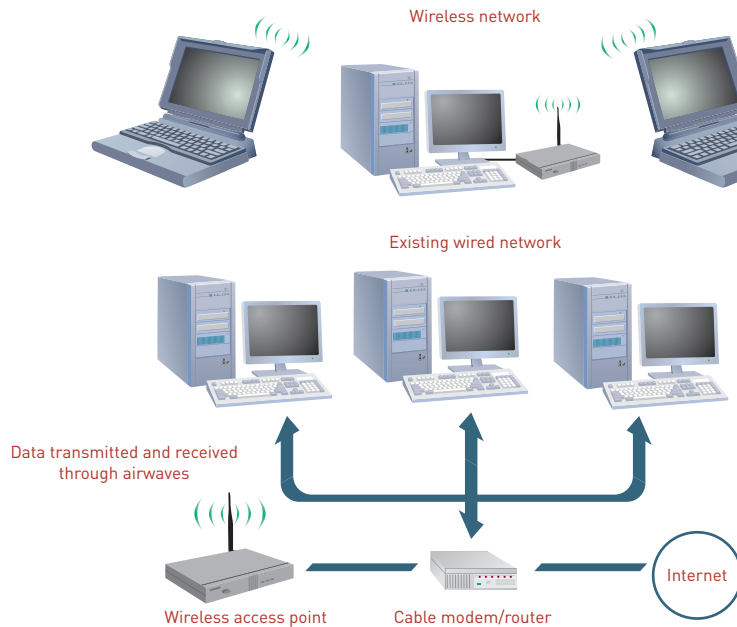 Wireless network
Existing wired network
Data transmitted and received
through airwaves
Wireless access point
Cable modem/router
Internet